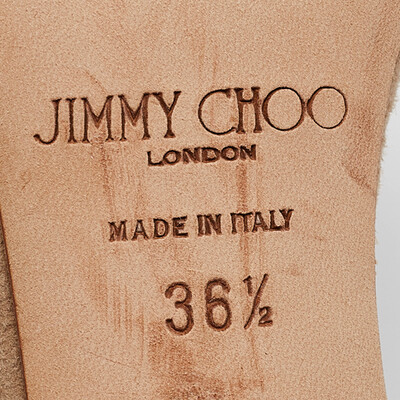 JIMMY CHOO
LONDON
MADE IN ITALY
36½